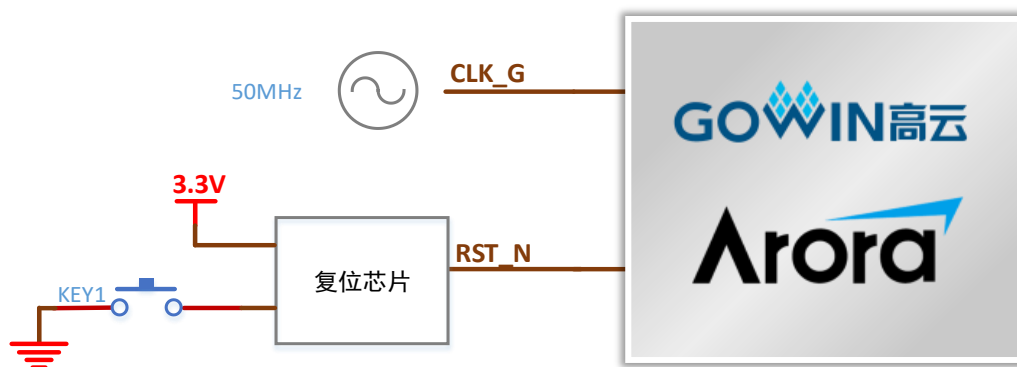 50MHz
CLK_G
GOWIN高云
3.3V
Arora
RST_N
复位芯片
KEY1